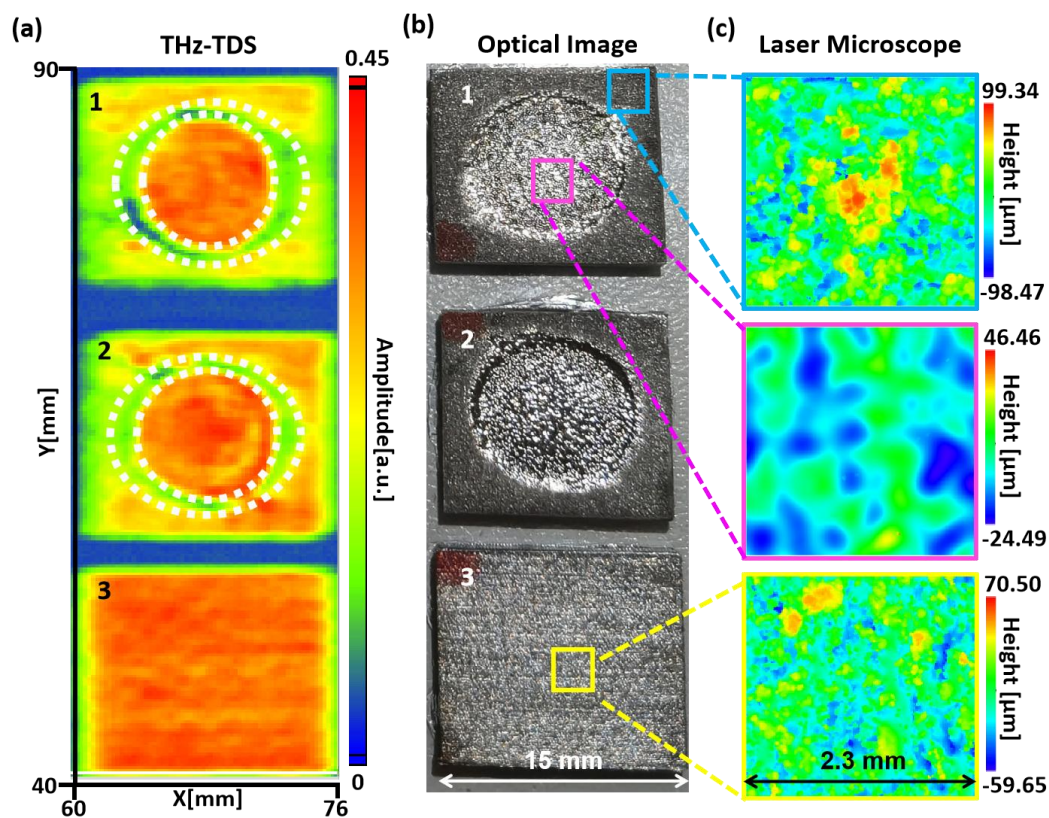 (a)
THz-TDS
0.45
90
1
2
3
Y[mm]
Amplitude[a.u.]
40
60
X[mm]
76
0
(b)
Optical Image
1
2
3
15 mm
(c)
Laser Microscope
99.34
Height [µm]
-98.47
46.46
Height [µm]
-24.49
70.50
Height [µm]
-59.65
2.3 mm